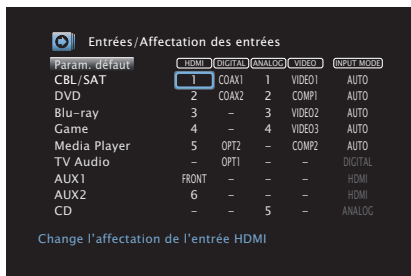 Entrées/Affectation des entrées
Param. défaut HDMI DIGITAL ANALOG VIDEO INPUT MODE
CBL/SAT 1 COAX1 1 VIDEO1 AUTO
DVD 2 COAX2 2 COMP1 AUTO
Blu-ray 3 – 3 VIDEO2 AUTO
Game 4 – 4 VIDEO3 AUTO
Media Player 5 OPT2 – COMP2 AUTO
TV Audio – OPT1 – – DIGITAL
AUX1 FRONT – – – HDMI
AUX2 6 – – – HDMI
CD – – 5 – ANALOG
Change l'affectation de l'entrée HDMI